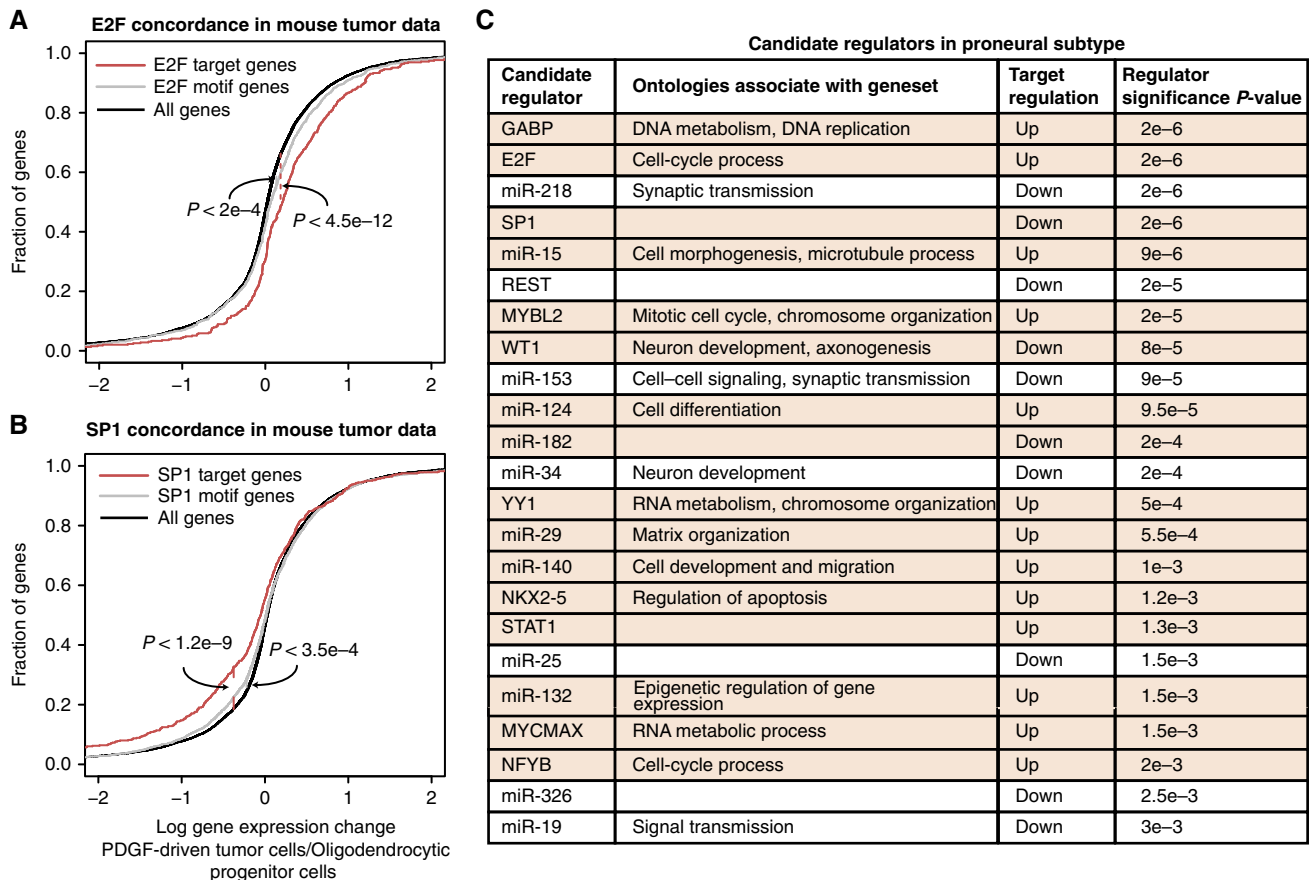 A
E2F concordance in mouse tumor data
1.0
0.8
0.6
0.4
0.2
0.0
Fraction of genes
E2F target genes
E2F motif genes
All genes
P < 2e–4
P < 4.5e–12
–2
–1
0
1
2
B
SP1 concordance in mouse tumor data
1.0
0.8
0.6
0.4
0.2
0.0
Fraction of genes
SP1 target genes
SP1 motif genes
All genes
P < 1.2e–9
P < 3.5e–4
–2
–1
0
1
2
Log gene expression change
PDGF-driven tumor cells/Oligodendrocytic
progenitor cells
C
Candidate regulators in proneural subtype
Candidate regulator | Ontologies associate with geneset | Target regulation | Regulator significance P-value
GABP | DNA metabolism, DNA replication | Up | 2e–6
E2F | Cell-cycle process | Up | 2e–6
miR-218 | Synaptic transmission | Down | 2e–6
SP1 | | Down | 2e–6
miR-15 | Cell morphogenesis, microtubule process | Up | 9e–6
REST | | Down | 2e–5
MYBL2 | Mitotic cell cycle, chromosome organization | Up | 2e–5
WT1 | Neuron development, axonogenesis | Down | 8e–5
miR-153 | Cell–cell signaling, synaptic transmission | Down | 9e–5
miR-124 | Cell differentiation | Up | 9.5e–5
miR-182 | | Down | 2e–4
miR-34 | Neuron development | Down | 2e–4
YY1 | RNA metabolism, chromosome organization | Up | 5e–4
miR-29 | Matrix organization | Up | 5.5e–4
miR-140 | Cell development and migration | Up | 1e–3
NKX2-5 | Regulation of apoptosis | Up | 1.2e–3
STAT1 | | Up | 1.3e–3
miR-25 | | Down | 1.5e–3
miR-132 | Epigenetic regulation of gene expression | Up | 1.5e–3
MYCMAX | RNA metabolic process | Up | 1.5e–3
NFYB | Cell-cycle process | Up | 2e–3
miR-326 | | Down | 2.5e–3
miR-19 | Signal transmission | Down | 3e–3